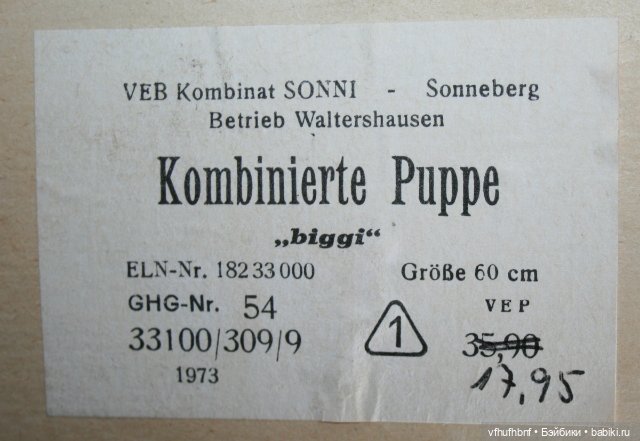 VEB Kombinat SONNI - Sonneberg
Betrieb Waltershausen
Kombinierte Puppe
„biggi“
ELN-Nr. 18233000 Größe 60 cm
GHG-Nr. 54 VEP
33100/309/9 1 35,90
1973 17,95
vfhufhbnf • Бэйбики • babiki.ru